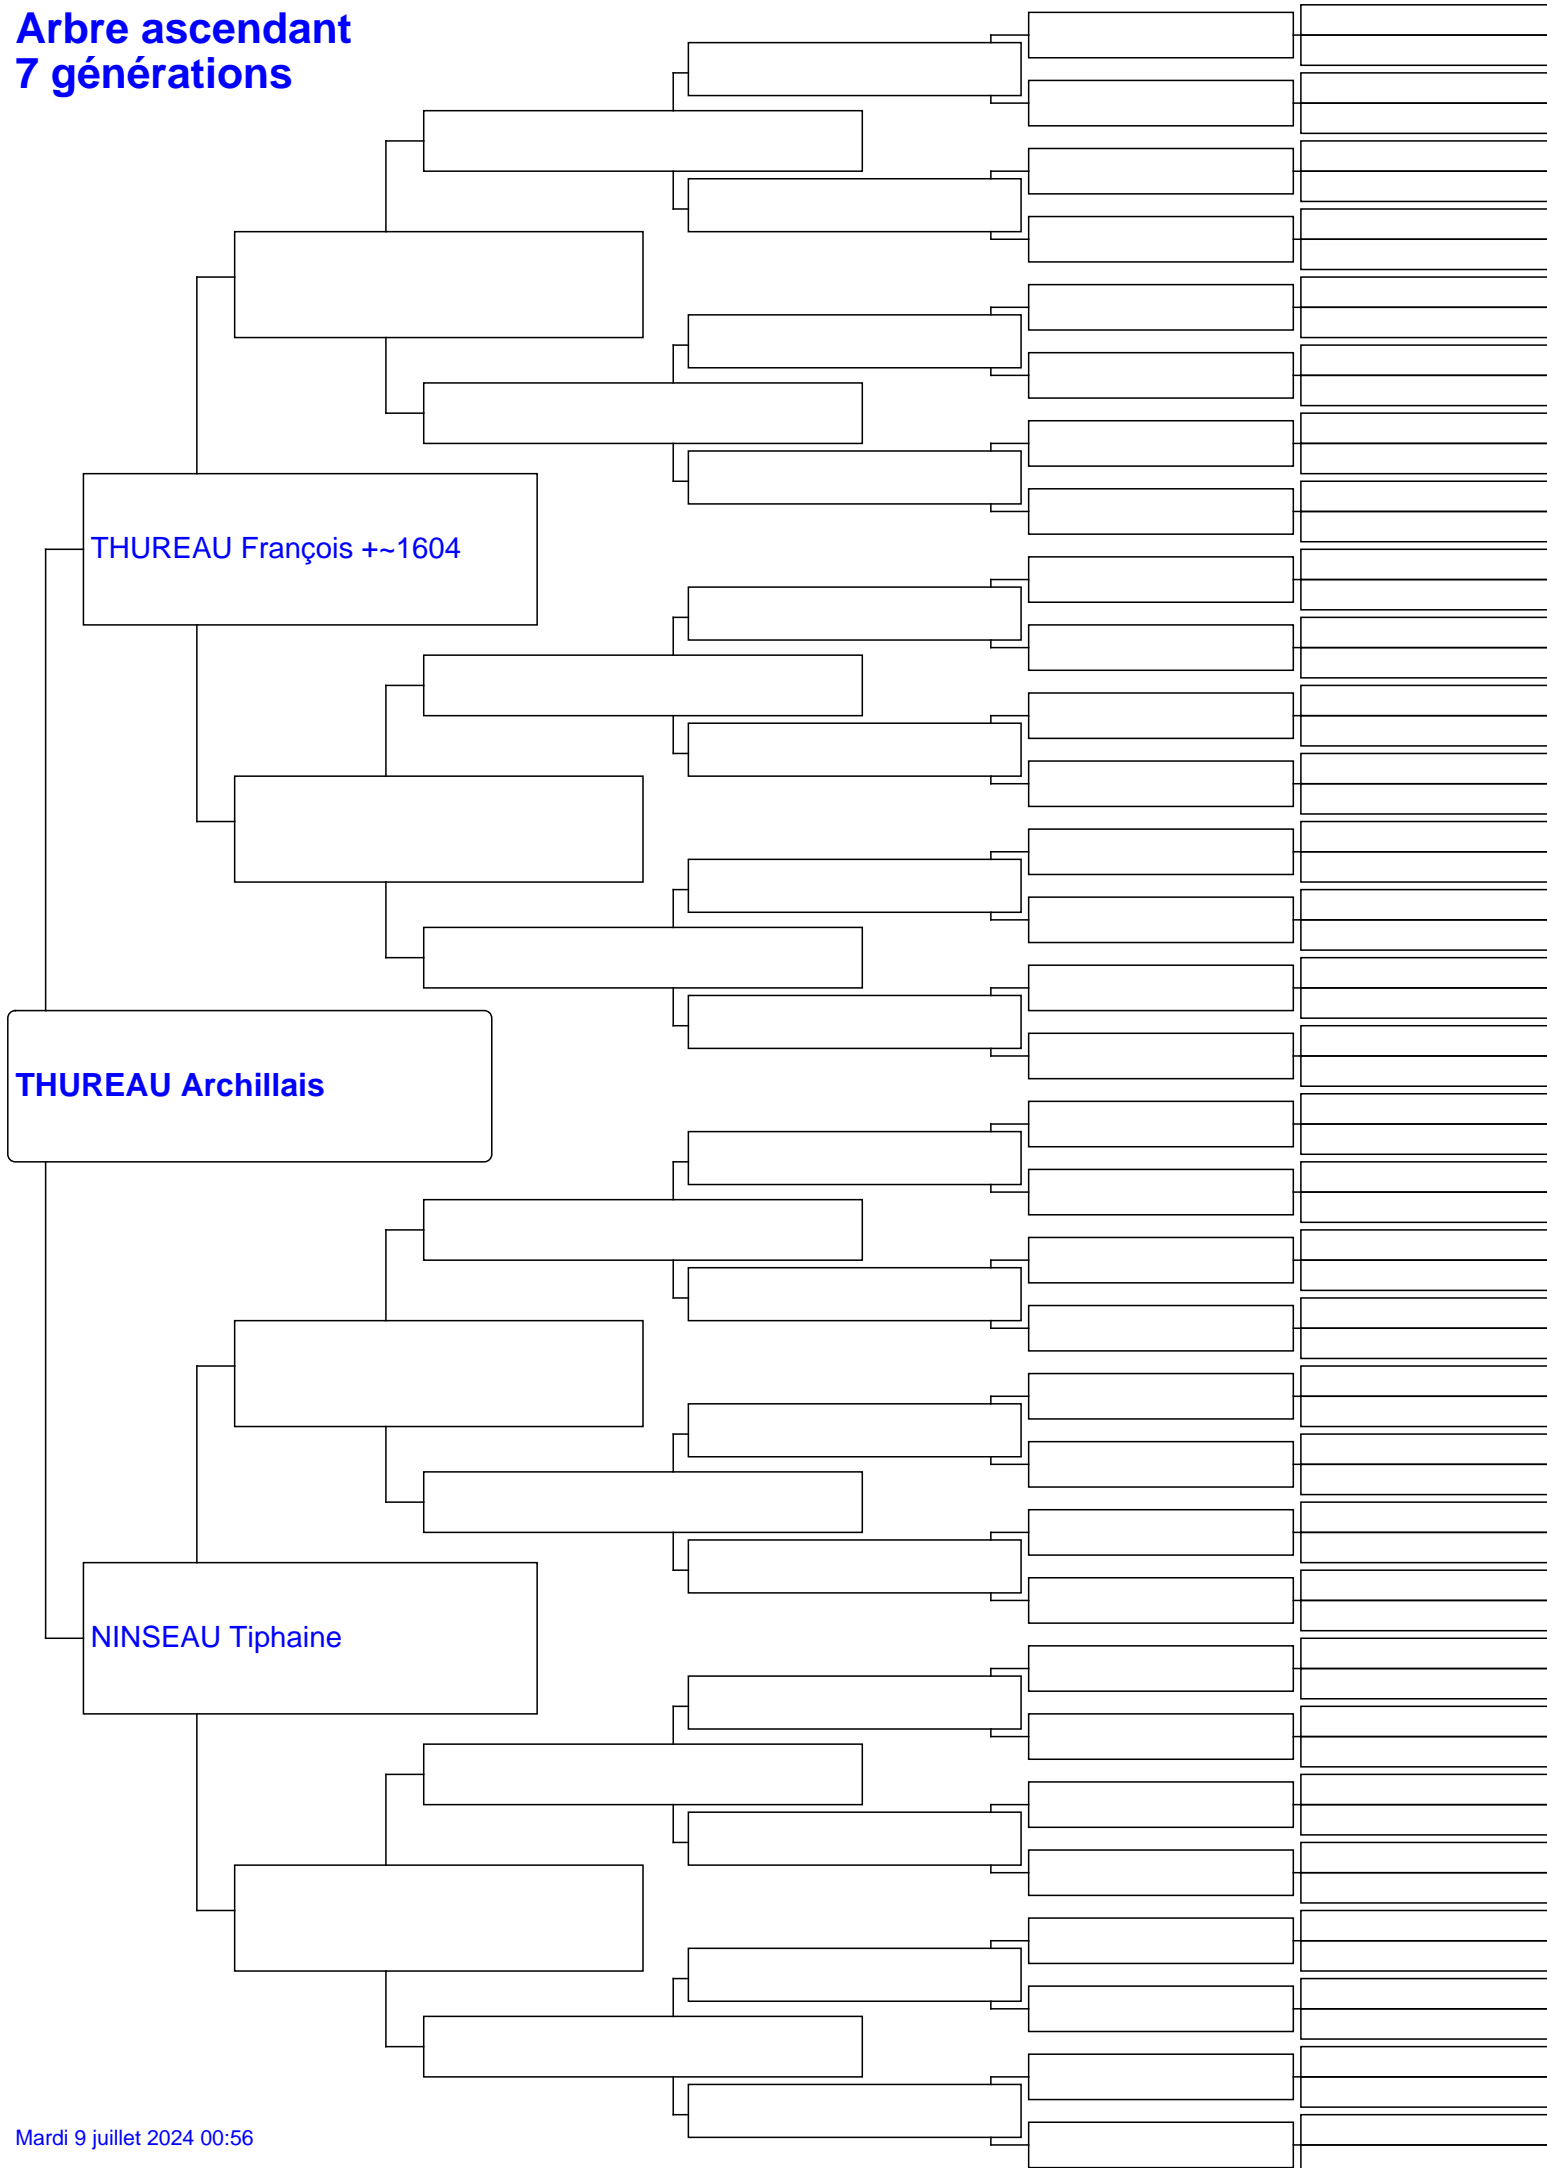 Arbre ascendant
7 générations
THUREAU François +~1604
THUREAU Archillais
NINSEAU Tiphaine
Mardi 9 juillet 2024 00:56